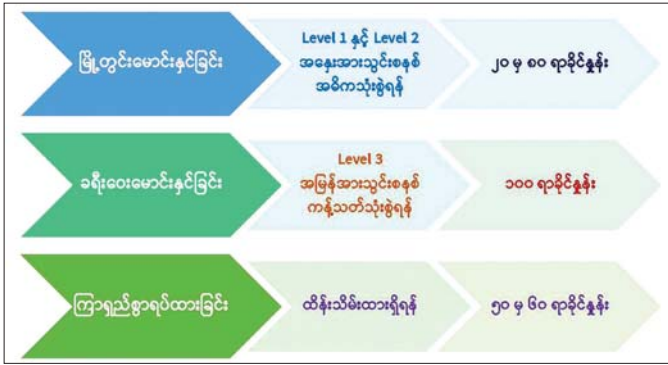 မြို့တွင်းမောင်းနှင်ခြင်း
Level 1 နှင့် Level 2
အနှေးအားသွင်းစနစ်
အဓိကသုံးစွဲရန်
၂၀ မှ ၈၀ ရာခိုင်နှုန်း
ခရီးဝေးမောင်းနှင်ခြင်း
Level 3
အမြန်အားသွင်းစနစ်
ကန့်သတ်သုံးစွဲရန်
၁၀၀ ရာခိုင်နှုန်း
ကြာရှည်စွာရပ်ထားခြင်း
ထိန်းသိမ်းထားရှိရန်
၅၀ မှ ၆၀ ရာခိုင်နှုန်း